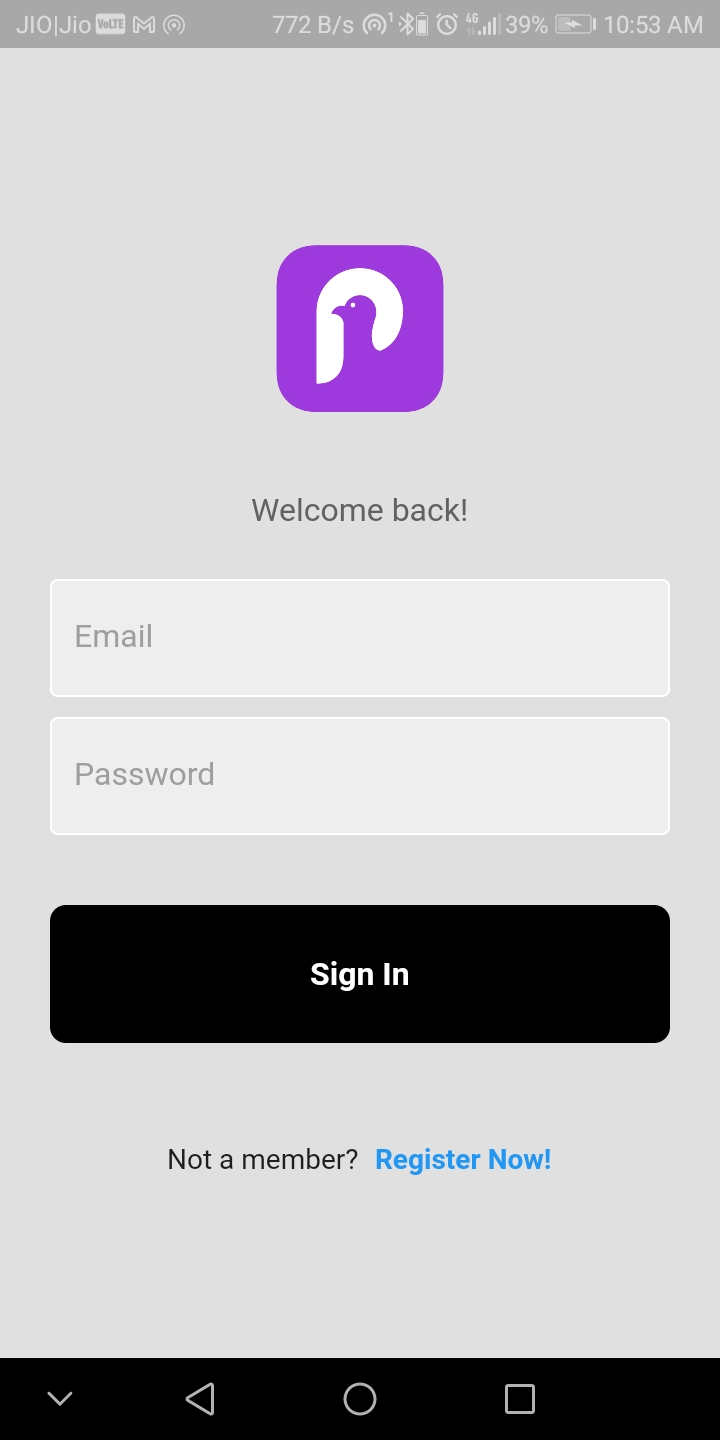 JIO|Jio VoLTE 772 B/s 1 4G 39% 10:53 AM
Welcome back!
Email
Password
Sign In
Not a member? Register Now!